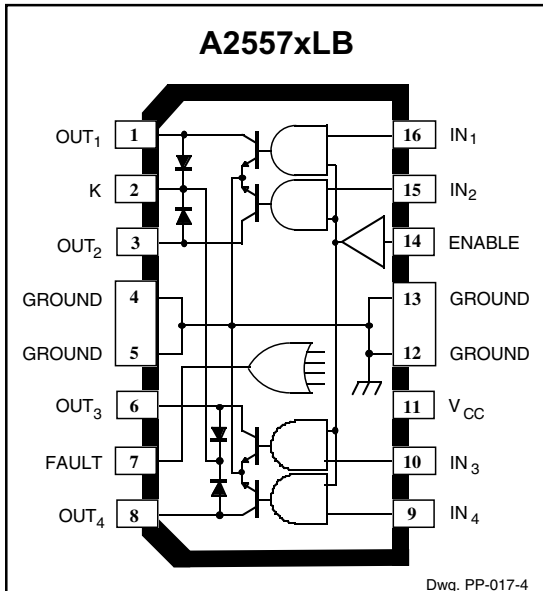 A2557xLB
OUT1 1 16 IN1
K 2 15 IN2
OUT2 3 14 ENABLE
GROUND 4 13 GROUND
GROUND 5 12 GROUND
OUT3 6 11 VCC
FAULT 7 10 IN3
OUT4 8 9 IN4
Dwg. PP-017-4